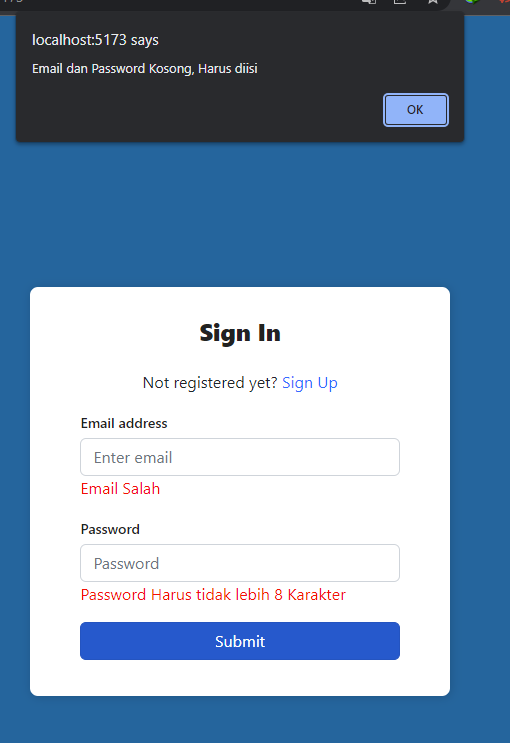 localhost:5173 says
Email dan Password Kosong, Harus diisi
OK
Sign In
Not registered yet? Sign Up
Email address
Enter email
Email Salah
Password
Password
Password Harus tidak lebih 8 Karakter
Submit